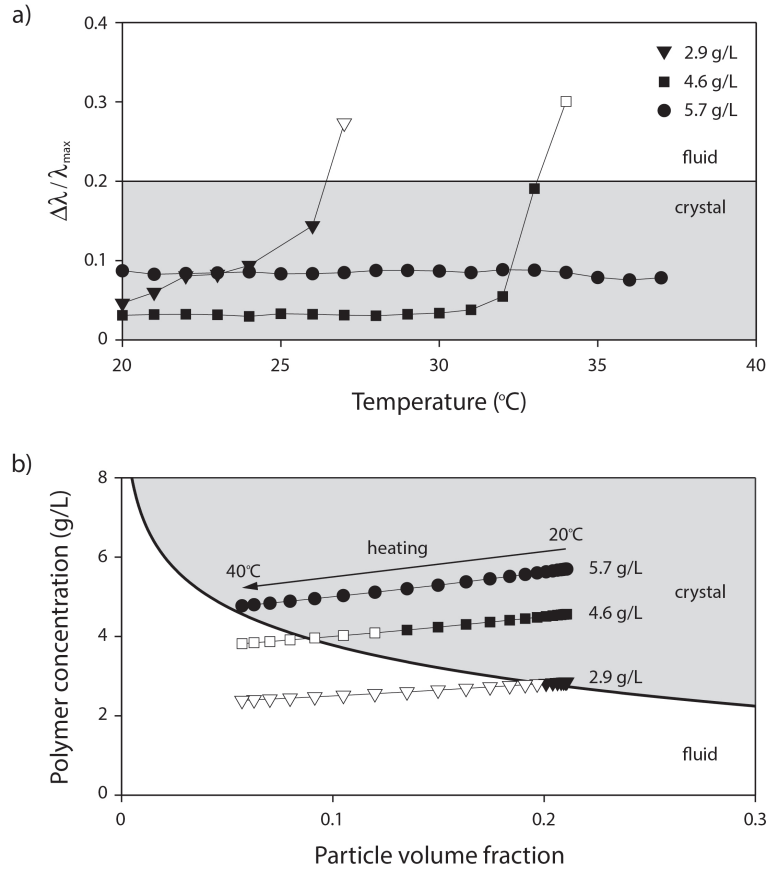 a)
0.4
0.3
0.2
0.1
0
Δλ/λmax
2.9 g/L
4.6 g/L
5.7 g/L
fluid
crystal
20
25
30
35
40
Temperature (°C)
b)
8
6
4
2
0
Polymer concentration (g/L)
20°C
heating
40°C
5.7 g/L
crystal
4.6 g/L
2.9 g/L
fluid
0
0.1
0.2
0.3
Particle volume fraction